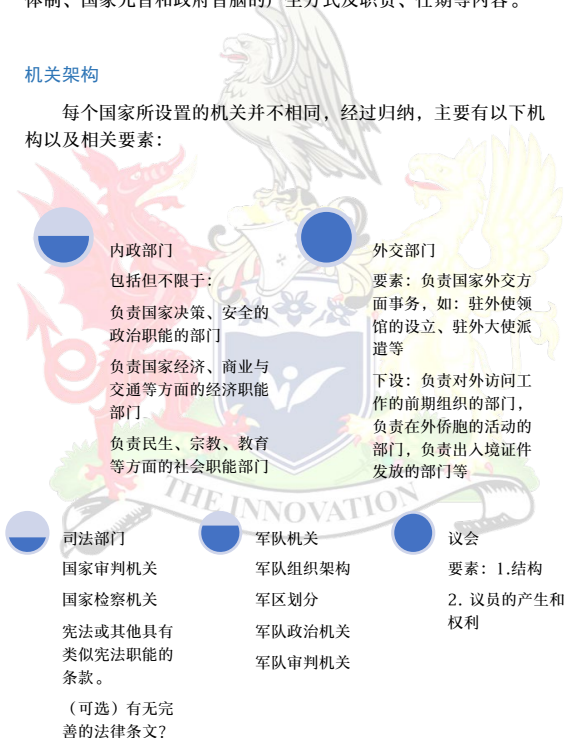 体制、国家元首和政府首脑的产生方式及职责、任期等内容。
机关架构
每个国家所设置的机关并不相同，经过归纳，主要有以下机
构以及相关要素：
内政部门
包括但不限于：
负责国家决策、安全的
政治职能的部门
负责国家经济、商业与
交通等方面的经济职能
部门
负责民生、宗教、教育
等方面的社会职能部门
外交部门
要素：负责国家外交方
面事务，如：驻外使领
馆的设立、驻外大使派
遣等
下设：负责对外访问工
作的前期组织的部门，
负责在外侨胞的活动的
部门，负责出入境证件
发放的部门等
THE INNOVATION
司法部门
国家审判机关
国家检察机关
宪法或其他具有
类似宪法职能的
条款。
（可选）有无完
善的法律条文？
军队机关
军队组织架构
军区划分
军队政治机关
军队审判机关
议会
要素：1.结构
2. 议员的产生和
权利